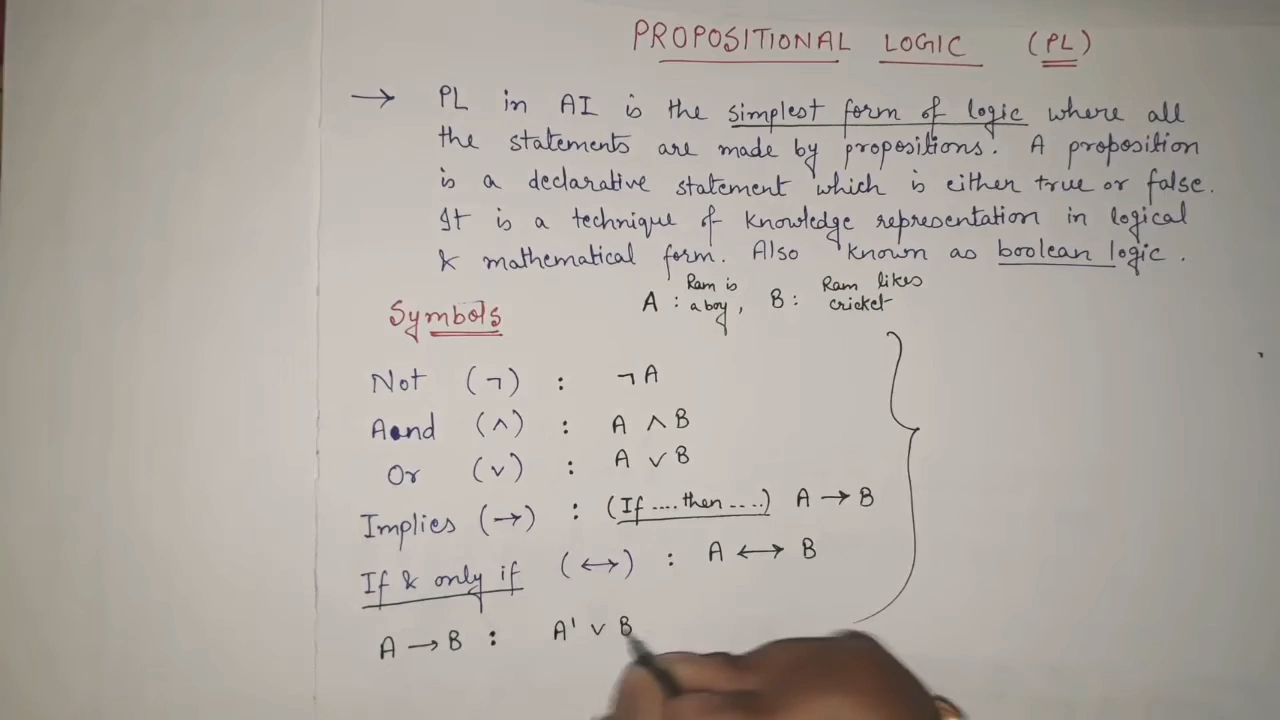 PROPOSITIONAL LOGIC (PL)
→ PL in AI is the simplest form of logic where all
the statements are made by propositions. A proposition
is a declarative statement which is either true or false.
It is a technique of knowledge representation in logical
& mathematical form. Also known as boolean logic.
A : Ram is a boy, B : Ram likes cricket
Symbols
Not (¬) : ¬A
And (∧) : A ∧ B
Or (∨) : A ∨ B
Implies (→) : (If .... then ....) A → B
If & only if (↔) : A ↔ B
A → B : A' ∨ B